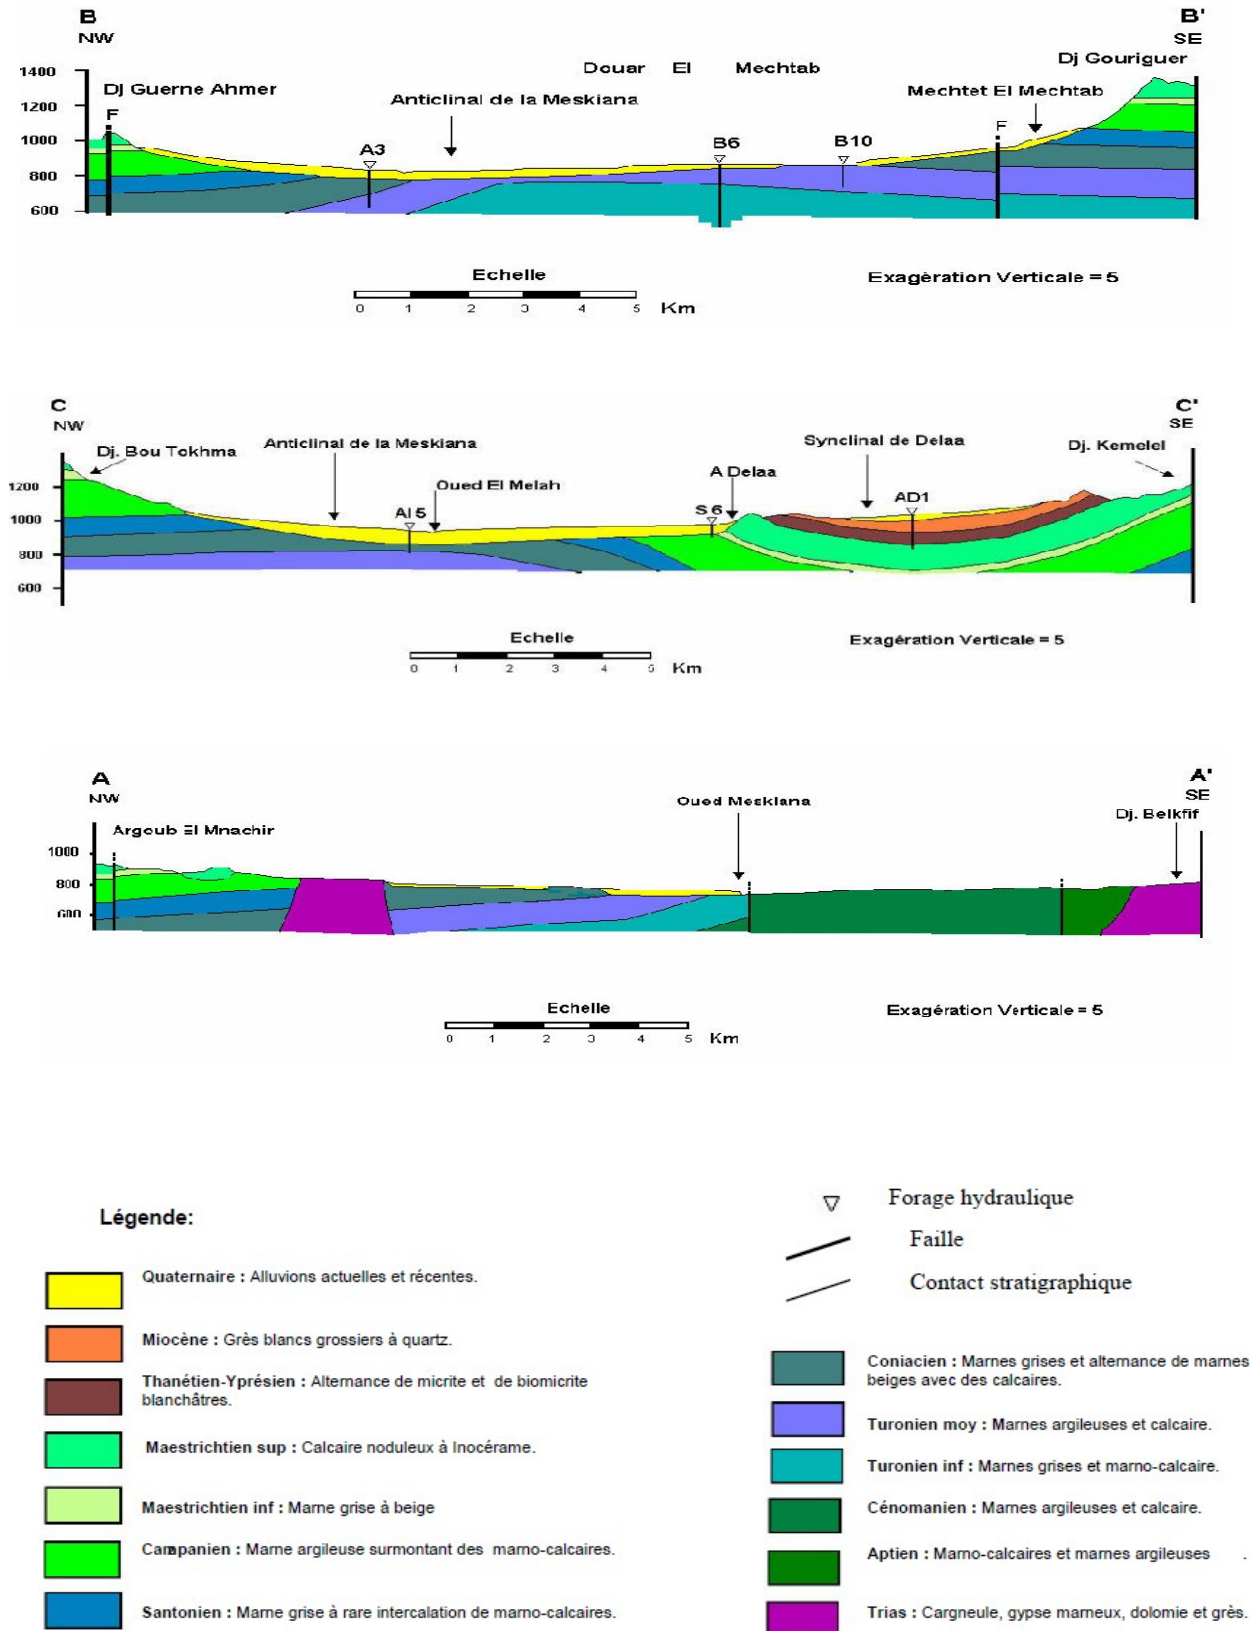 B
NW
B'
SE
Dj Gouriguer
Douar El Mechtab
Dj Guerne Ahmer
Anticlinal de la Meskiana
Mechtet El Mechtab
F
F
A3
B6
B10
1400
1200
1000
800
600
Echelle
0 1 2 3 4 5 Km
Exagération Verticale = 5
C
NW
C'
SE
Dj. Bou Tokhma
Anticlinal de la Meskiana
Oued El Melah
Synclinal de Delaa
Dj. Kemelel
A Delaa
AI 5
S 6
AD1
1200
1000
800
600
Echelle
0 1 2 3 4 5 Km
Exagération Verticale = 5
A
NW
A'
SE
Oued Meskiana
Dj. Belkfif
Argoub El Mnachir
1000
800
600
Echelle
0 1 2 3 4 5 Km
Exagération Verticale = 5
Légende:
Quaternaire : Alluvions actuelles et récentes.
Miocène : Grès blancs grossiers à quartz.
Thanétien-Yprésien : Alternance de micrite et de biomicrite
blanchâtres.
Maestrichtien sup : Calcaire noduleux à Inocérame.
Maestrichtien inf : Marne grise à beige
Campanien : Marne argileuse surmontant des marno-calcaires.
Santonien : Marne grise à rare intercalation de marno-calcaires.
Forage hydraulique
Faille
Contact stratigraphique
Coniacien : Marnes grises et alternance de marnes
beiges avec des calcaires.
Turonien moy : Marnes argileuses et calcaire.
Turonien inf : Marnes grises et marno-calcaire.
Cénomanien : Marnes argileuses et calcaire.
Aptien : Marno-calcaires et marnes argileuses .
Trias : Cargneule, gypse marneux, dolomie et grès.